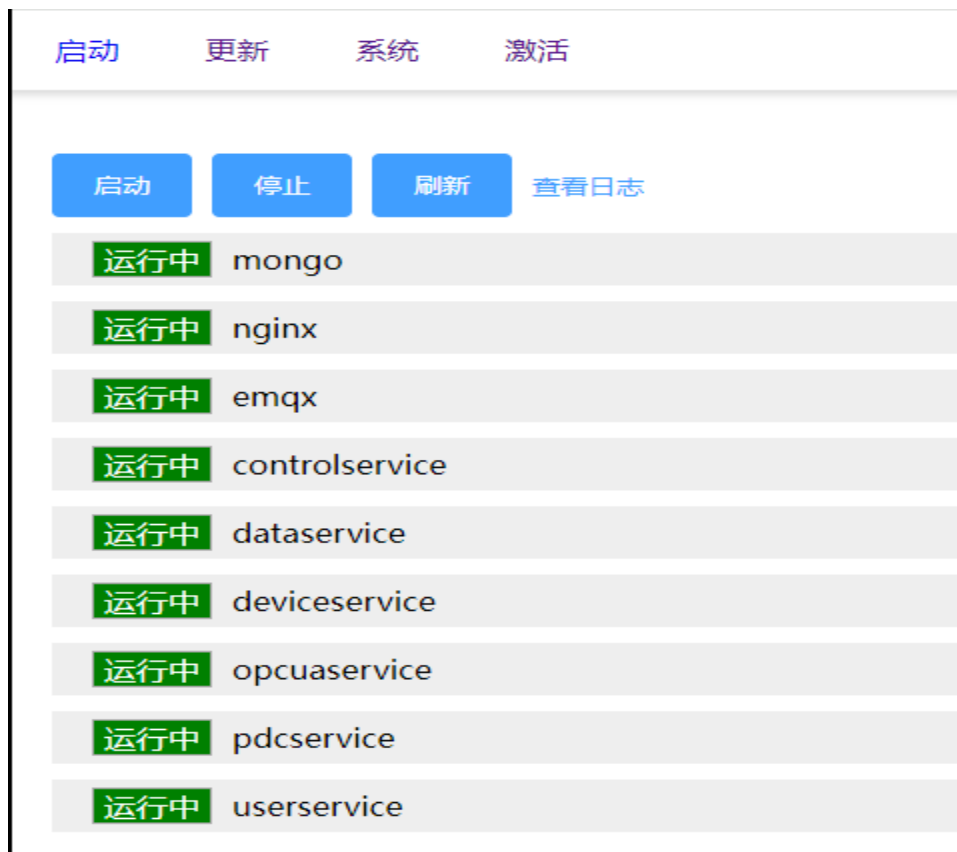 启动 更新 系统 激活
启动 停止 刷新 查看日志
运行中 mongo
运行中 nginx
运行中 emqx
运行中 controlservice
运行中 dataservice
运行中 deviceservice
运行中 opcuaservice
运行中 pdcservice
运行中 userservice